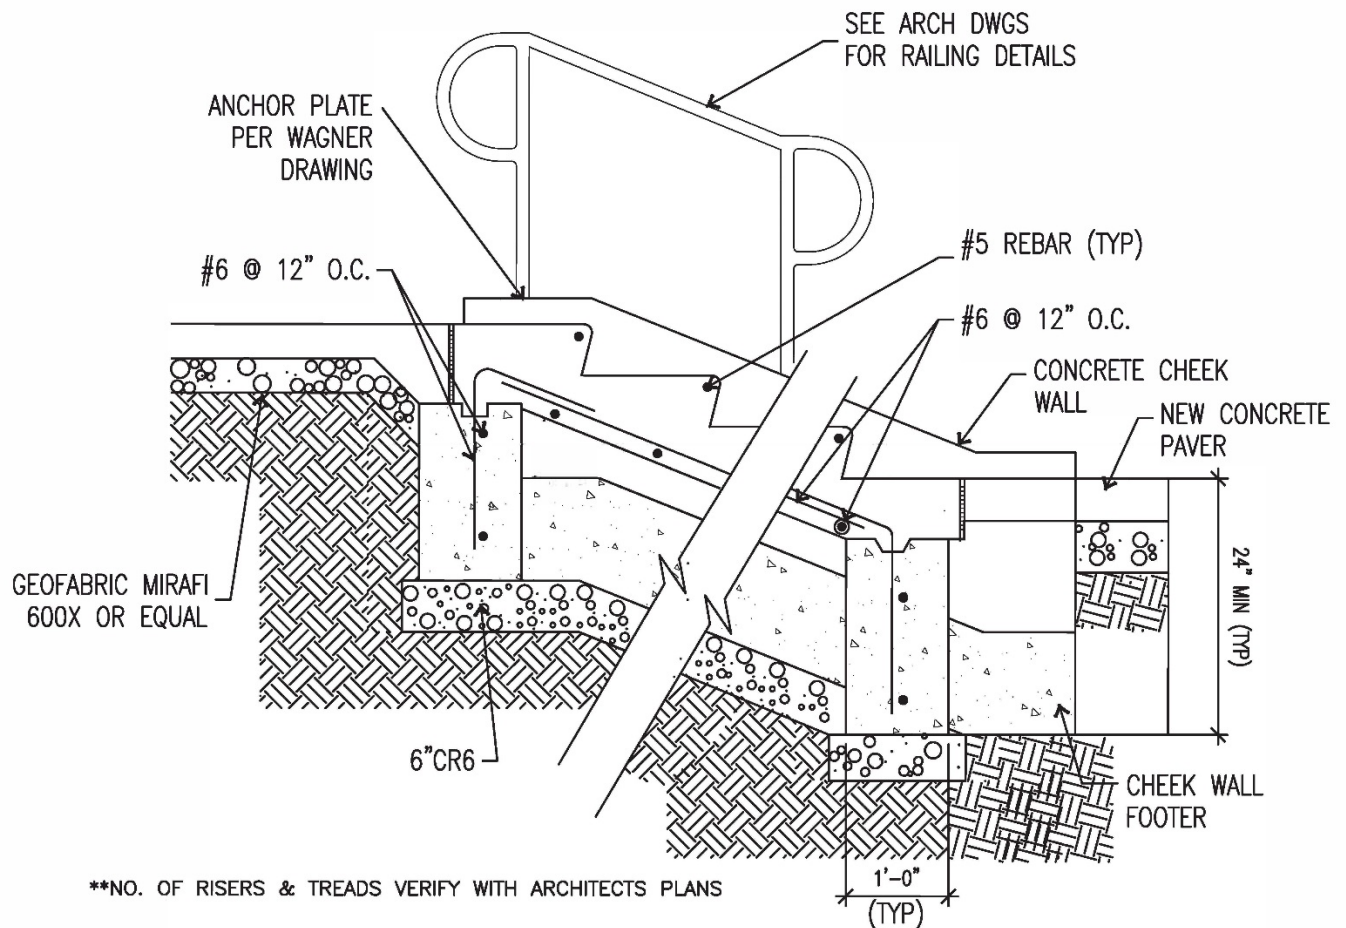 SEE ARCH DWGS
FOR RAILING DETAILS
ANCHOR PLATE
PER WAGNER
DRAWING
#5 REBAR (TYP)
#6 @ 12" O.C.
#6 @ 12" O.C.
CONCRETE CHEEK
WALL
NEW CONCRETE
PAVER
24" MIN (TYP)
GEOFABRIC MIRAFI
600X OR EQUAL
6"CR6
CHEEK WALL
FOOTER
1'-0"
(TYP)
**NO. OF RISERS & TREADS VERIFY WITH ARCHITECTS PLANS